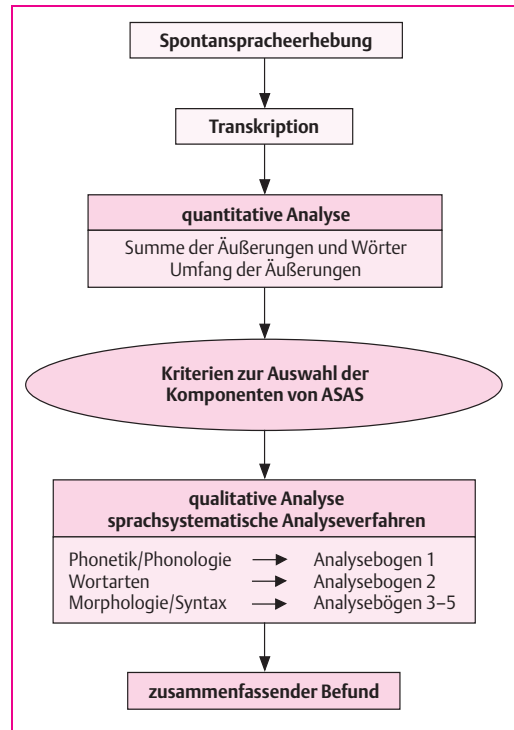 Spontanspracheerhebung
Transkription
quantitative Analyse
Summe der Äußerungen und Wörter
Umfang der Äußerungen
Kriterien zur Auswahl der
Komponenten von ASAS
qualitative Analyse
sprachsystematische Analyseverfahren
Phonetik/Phonologie → Analysebogen 1
Wortarten → Analysebogen 2
Morphologie/Syntax → Analysebögen 3–5
zusammenfassender Befund